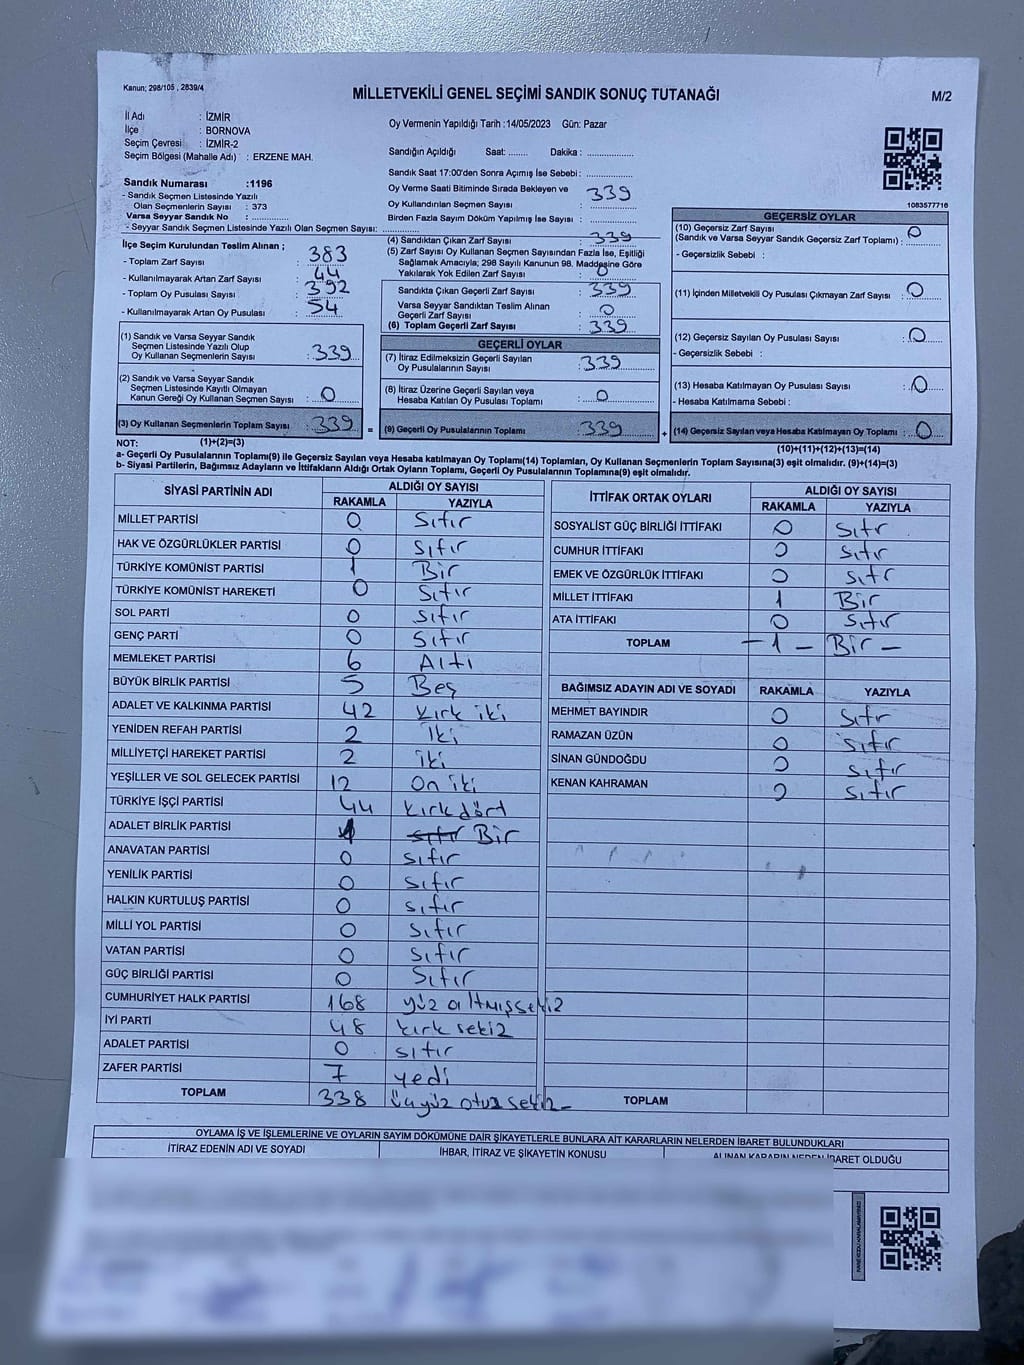 Kanun; 298/105 , 2839/4
MİLLETVEKİLİ GENEL SEÇİMİ SANDIK SONUÇ TUTANAĞI
M/2
İl Adı : İZMİR
İlçe : BORNOVA
Seçim Çevresi : İZMİR-2
Seçim Bölgesi (Mahalle Adı) : ERZENE MAH.
Sandık Numarası :1196
- Sandık Seçmen Listesinde Yazılı
Olan Seçmenlerin Sayısı : 373
Varsa Seyyar Sandık No : ..............
- Seyyar Sandık Seçmen Listesinde Yazılı Olan Seçmen Sayısı: ..............
İlçe Seçim Kurulundan Teslim Alınan ;
- Toplam Zarf Sayısı : 383
- Kullanılmayarak Artan Zarf Sayısı : 44
- Toplam Oy Pusulası Sayısı : 392
- Kullanılmayarak Artan Oy Pusulası : 54
Oy Vermenin Yapıldığı Tarih :14/05/2023 Gün: Pazar
Sandığın Açıldığı Saat: ....... Dakika : ...............
Sandık Saat 17:00'den Sonra Açımış İse Sebebi : ...............
Oy Verme Saati Bitiminde Sırada Bekleyen ve
Oy Kullandırılan Seçmen Sayısı : 339
Birden Fazla Sayım Döküm Yapılmış İse Sayısı : ...............
(4) Sandıktan Çıkan Zarf Sayısı : 339
(5) Zarf Sayısı Oy Kullanan Seçmen Sayısından Fazla İse, Eşitliği
Sağlamak Amacıyla; 298 Sayılı Kanunun 98. Maddesine Göre
Yakılarak Yok Edilen Zarf Sayısı : 0
Sandıkta Çıkan Geçerli Zarf Sayısı : 339
Varsa Seyyar Sandıktan Teslim Alınan
Geçerli Zarf Sayısı : 0
(6) Toplam Geçerli Zarf Sayısı : 339
1083577716
GEÇERSİZ OYLAR
(10) Geçersiz Zarf Sayısı
(Sandık ve Varsa Seyyar Sandık Geçersiz Zarf Toplamı) : 0
- Geçersizlik Sebebi :
(11) İçinden Milletvekili Oy Pusulası Çıkmayan Zarf Sayısı : 0
(12) Geçersiz Sayılan Oy Pusulası Sayısı : 0
- Geçersizlik Sebebi :
(13) Hesaba Katılmayan Oy Pusulası Sayısı : 0
- Hesaba Katılmama Sebebi :
(14) Geçersiz Sayılan veya Hesaba Katılmayan Oy Toplamı : 0
(10)+(11)+(12)+(13)=(14)
(1) Sandık ve Varsa Seyyar Sandık
Seçmen Listesinde Yazılı Olup
Oy Kullanan Seçmenlerin Sayısı : 339
(2) Sandık ve Varsa Seyyar Sandık
Seçmen Listesinde Kayıtlı Olmayan
Kanun Gereği Oy Kullanan Seçmen Sayısı : 0
(3) Oy Kullanan Seçmenlerin Toplam Sayısı : 339 =
GEÇERLİ OYLAR
(7) İtiraz Edilmeksizin Geçerli Sayılan
Oy Pusulalarının Sayısı : 339
(8) İtiraz Üzerine Geçerli Sayılan veya
Hesaba Katılan Oy Pusulası Toplamı : 0
(9) Geçerli Oy Pusulalarının Toplamı : 339 +
NOT: (1)+(2)=(3)
a- Geçerli Oy Pusulalarının Toplamı(9) ile Geçersiz Sayılan veya Hesaba katılmayan Oy Toplamı(14) Toplamları, Oy Kullanan Seçmenlerin Toplam Sayısına(3) eşit olmalıdır. (9)+(14)=(3)
b- Siyasi Partilerin, Bağımsız Adayların ve İttifakların Aldığı Ortak Oyların Toplamı, Geçerli Oy Pusulalarının Toplamına(9) eşit olmalıdır.
SİYASİ PARTİNİN ADI ALDIĞI OY SAYISI
RAKAMLA YAZIYLA
MİLLET PARTİSİ 0 Sıfır
HAK VE ÖZGÜRLÜKLER PARTİSİ 0 Sıfır
TÜRKİYE KOMÜNİST PARTİSİ 1 Bir
TÜRKİYE KOMÜNİST HAREKETİ 0 Sıfır
SOL PARTİ 0 Sıfır
GENÇ PARTİ 0 Sıfır
MEMLEKET PARTİSİ 6 Altı
BÜYÜK BİRLİK PARTİSİ 5 Beş
ADALET VE KALKINMA PARTİSİ 42 kırk iki
YENİDEN REFAH PARTİSİ 2 İki
MİLLİYETÇİ HAREKET PARTİSİ 2 iki
YEŞİLLER VE SOL GELECEK PARTİSİ 12 On iki
TÜRKİYE İŞÇİ PARTİSİ 44 kırkdört
ADALET BİRLİK PARTİSİ 1 sıfır Bir
ANAVATAN PARTİSİ 0 sıfır
YENİLİK PARTİSİ 0 sıfır
HALKIN KURTULUŞ PARTİSİ 0 sıfır
MİLLİ YOL PARTİSİ 0 sıfır
VATAN PARTİSİ 0 sıfır
GÜÇ BİRLİĞİ PARTİSİ 0 Sıfır
CUMHURİYET HALK PARTİSİ 168 yüz altmışsekiz
İYİ PARTİ 48 kırk sekiz
ADALET PARTİSİ 0 sıfır
ZAFER PARTİSİ 7 yedi
TOPLAM 338 üçyüz otuz sekiz-
İTTİFAK ORTAK OYLARI ALDIĞI OY SAYISI
RAKAMLA YAZIYLA
SOSYALİST GÜÇ BİRLİĞİ İTTİFAKI 0 sıfır
CUMHUR İTTİFAKI 0 sıfır
EMEK VE ÖZGÜRLÜK İTTİFAKI 0 sıfır
MİLLET İTTİFAKI 1 Bir
ATA İTTİFAKI 0 sıfır
TOPLAM - 1 - Bir -
BAĞIMSIZ ADAYIN ADI VE SOYADI RAKAMLA YAZIYLA
MEHMET BAYINDIR 0 sıfır
RAMAZAN ÜZÜN 0 sıfır
SİNAN GÜNDOĞDU 0 sıfır
KENAN KAHRAMAN 0 sıfır
TOPLAM
OYLAMA İŞ VE İŞLEMLERİNE VE OYLARIN SAYIM DÖKÜMÜNE DAİR ŞİKAYETLERLE BUNLARA AİT KARARLARIN NELERDEN İBARET BULUNDUKLARI
İTİRAZ EDENİN ADI VE SOYADI İHBAR, İTİRAZ VE ŞİKAYETİN KONUSU ALINAN KARARIN NEDEN İBARET OLDUĞU